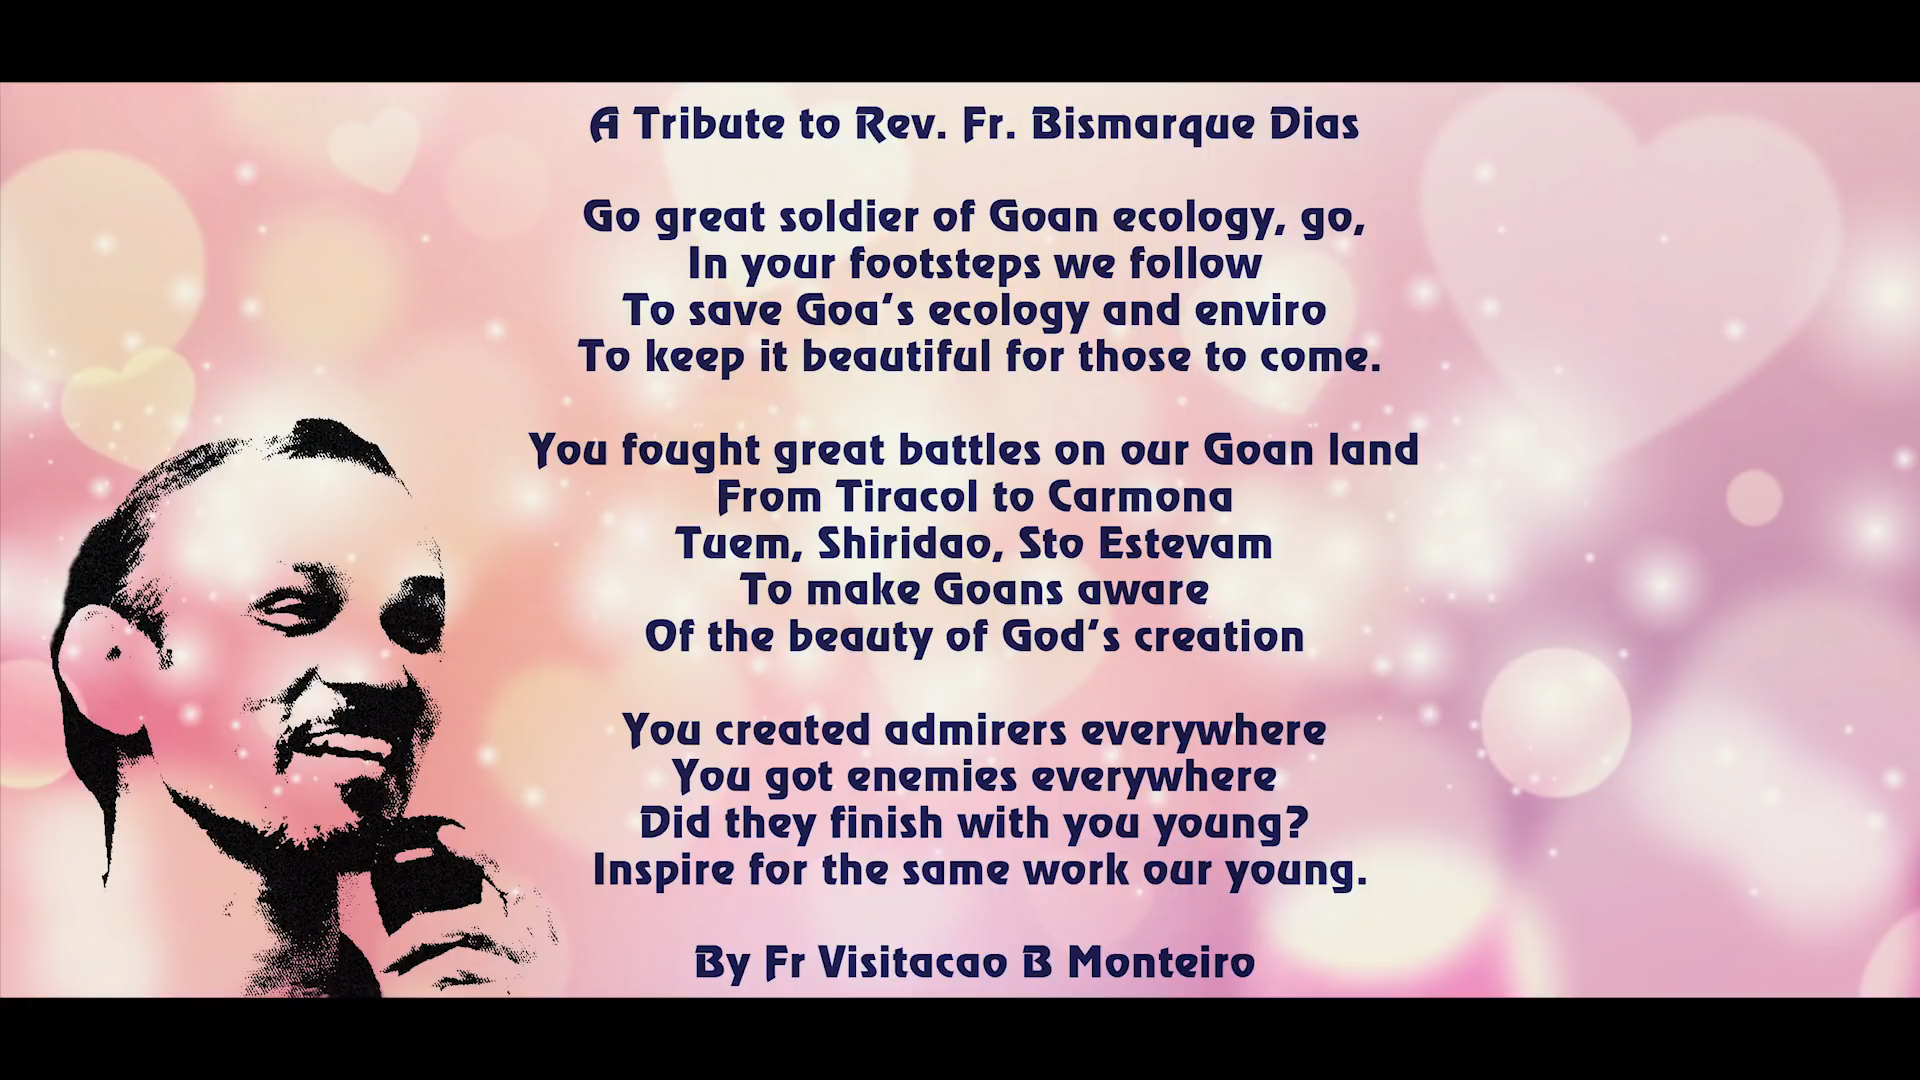 A Tribute to Rev. Fr. Bismarque Dias
Go great soldier of Goan ecology, go,
In your footsteps we follow
To save Goa's ecology and enviro
To keep it beautiful for those to come.
You fought great battles on our Goan land
From Tiracol to Carmona
Tuem, Shiridao, Sto Estevam
To make Goans aware
Of the beauty of God's creation
You created admirers everywhere
You got enemies everywhere
Did they finish with you young?
Inspire for the same work our young.
By Fr Visitacao B Monteiro